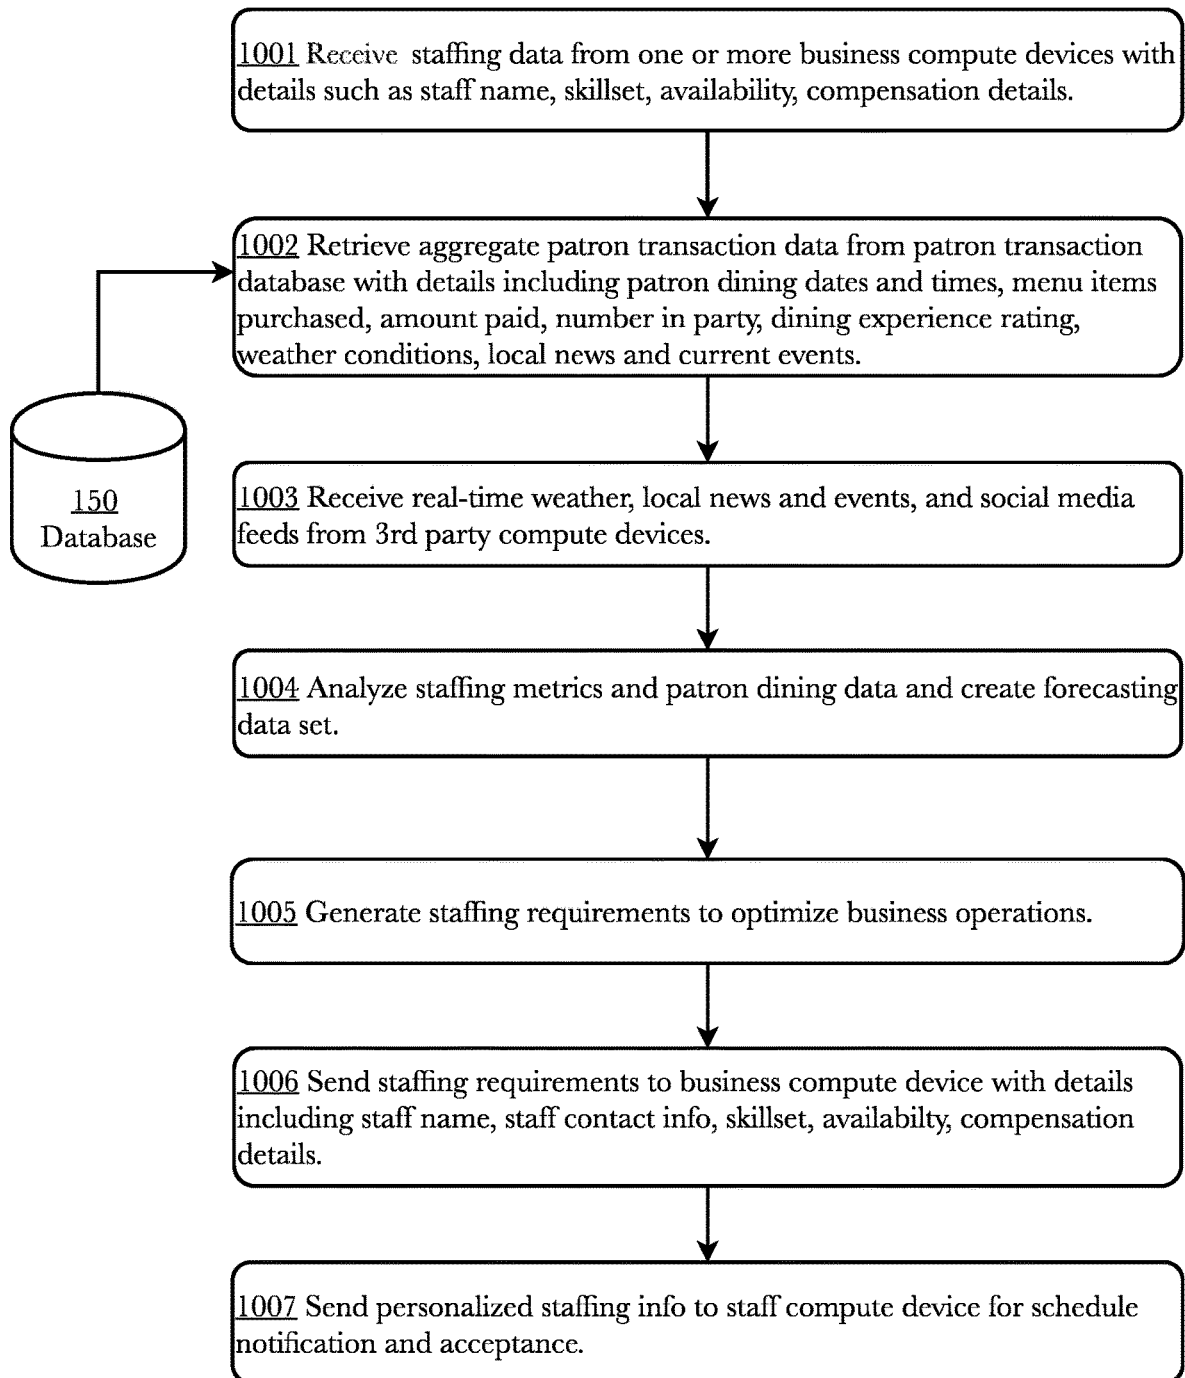 1001 Receive staffing data from one or more business compute devices with
details such as staff name, skillset, availability, compensation details.
1002 Retrieve aggregate patron transaction data from patron transaction
database with details including patron dining dates and times, menu items
purchased, amount paid, number in party, dining experience rating,
weather conditions, local news and current events.
150
Database
1003 Receive real-time weather, local news and events, and social media
feeds from 3rd party compute devices.
1004 Analyze staffing metrics and patron dining data and create forecasting
data set.
1005 Generate staffing requirements to optimize business operations.
1006 Send staffing requirements to business compute device with details
including staff name, staff contact info, skillset, availabilty, compensation
details.
1007 Send personalized staffing info to staff compute device for schedule
notification and acceptance.